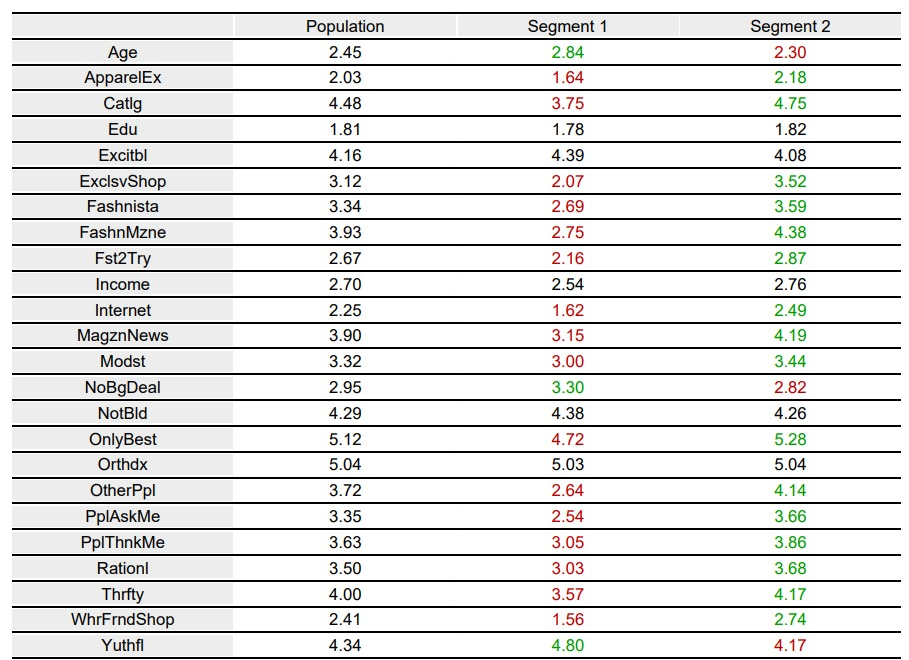 Population Segment 1 Segment 2
Age 2.45 2.84 2.30
ApparelEx 2.03 1.64 2.18
Catlg 4.48 3.75 4.75
Edu 1.81 1.78 1.82
Excitbl 4.16 4.39 4.08
ExclsvShop 3.12 2.07 3.52
Fashnista 3.34 2.69 3.59
FashnMzne 3.93 2.75 4.38
Fst2Try 2.67 2.16 2.87
Income 2.70 2.54 2.76
Internet 2.25 1.62 2.49
MagznNews 3.90 3.15 4.19
Modst 3.32 3.00 3.44
NoBgDeal 2.95 3.30 2.82
NotBld 4.29 4.38 4.26
OnlyBest 5.12 4.72 5.28
Orthdx 5.04 5.03 5.04
OtherPpl 3.72 2.64 4.14
PplAskMe 3.35 2.54 3.66
PplThnkMe 3.63 3.05 3.86
Rationl 3.50 3.03 3.68
Thrfty 4.00 3.57 4.17
WhrFrndShop 2.41 1.56 2.74
Yuthfl 4.34 4.80 4.17